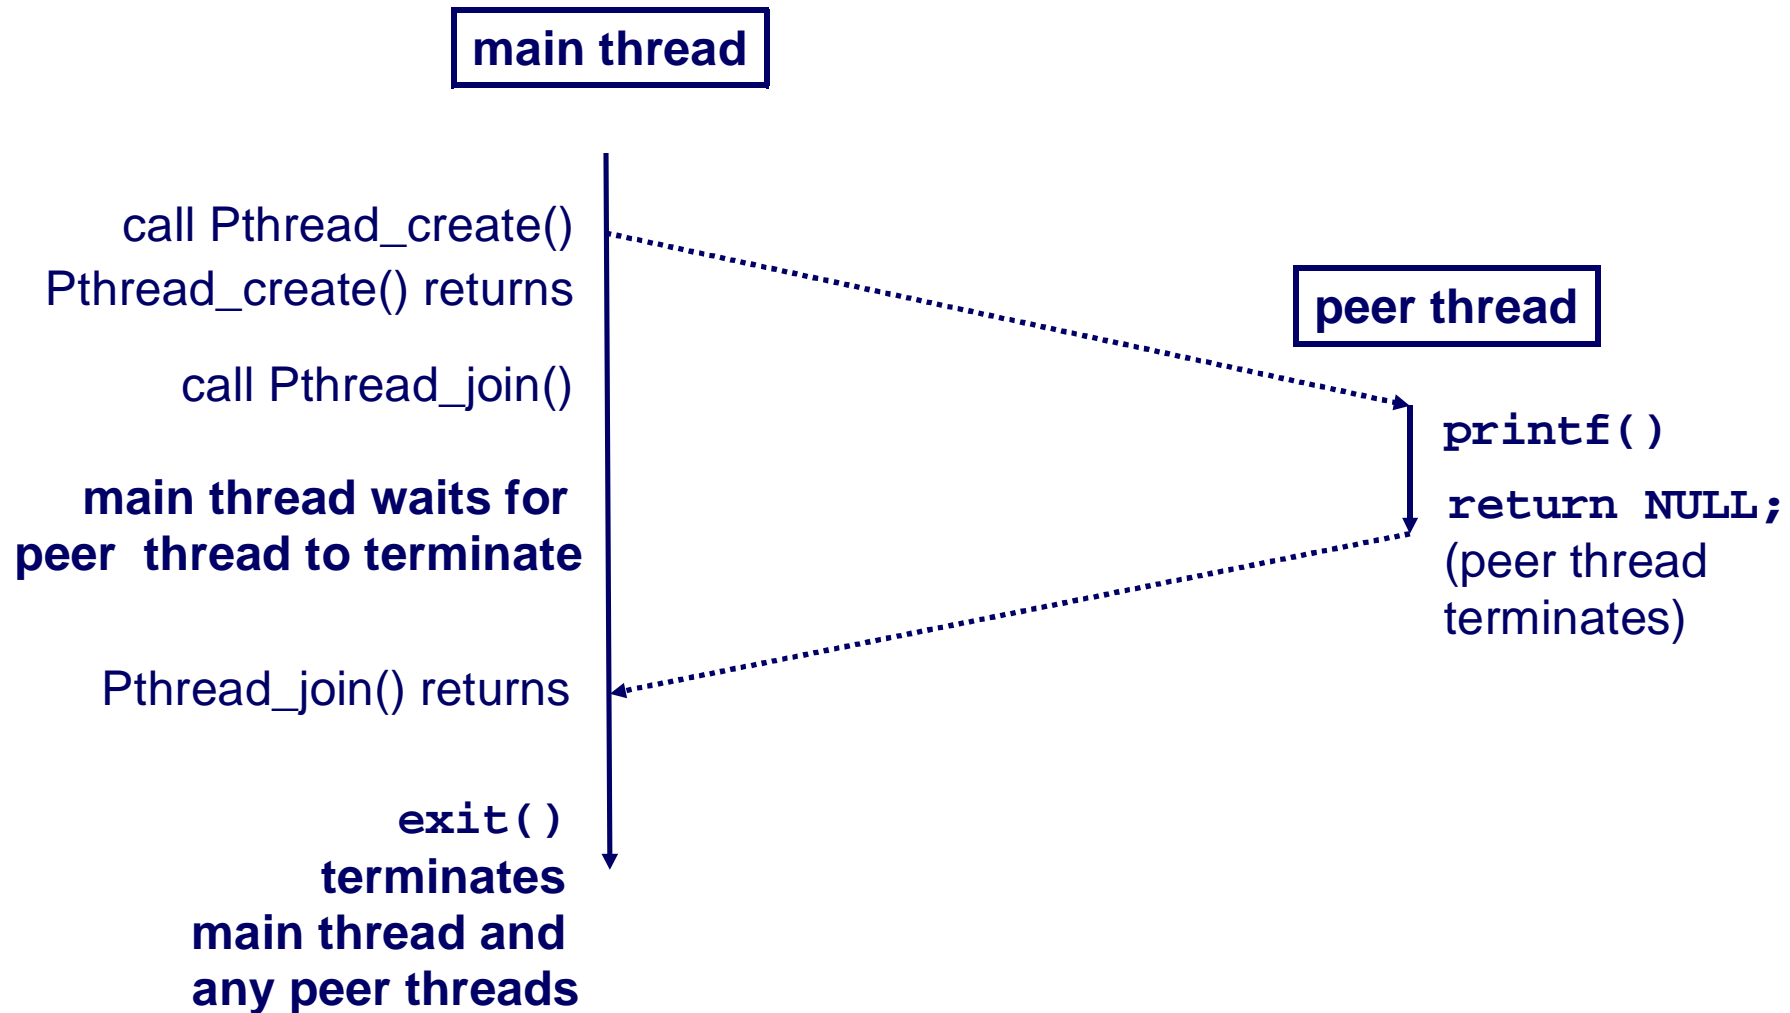 main thread
call Pthread_create()
Pthread_create() returns
peer thread
call Pthread_join()
printf()
main thread waits for
peer thread to terminate
return NULL;
(peer thread
terminates)
Pthread_join() returns
exit()
terminates
main thread and
any peer threads